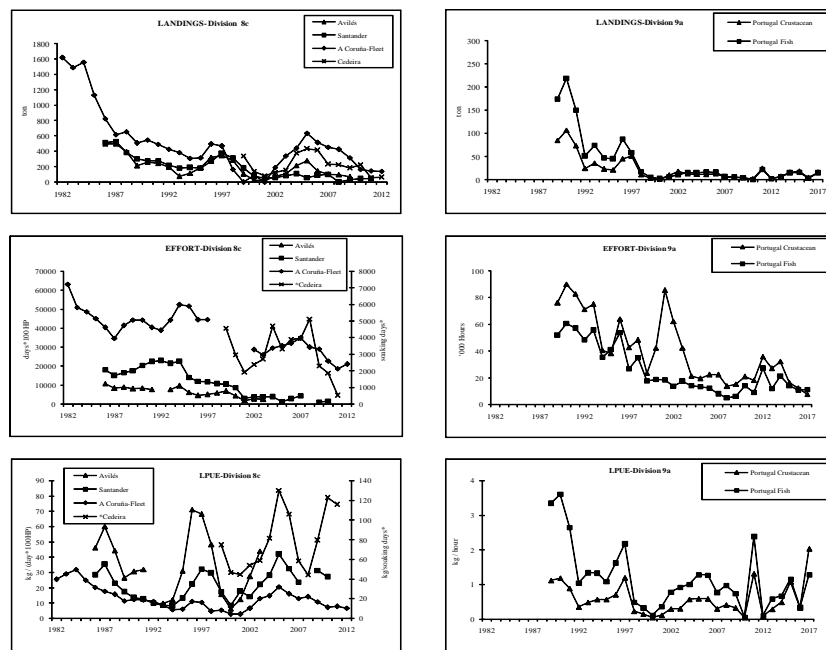 LANDINGS- Division 8c
Avilés
Santander
A Coruña-Fleet
Cedeira
ton
1800
1600
1400
1200
1000
800
600
400
200
0
1982 1987 1992 1997 2002 2007 2012
LANDINGS-Division 9a
Portugal Crustacean
Portugal Fish
ton
300
250
200
150
100
50
0
1982 1987 1992 1997 2002 2007 2012 2017
EFFORT-Division 8c
Avilés
Santander
A Coruña-Fleet
*Cedeira
days*100 HP
70000
60000
50000
40000
30000
20000
10000
0
8000
7000
6000
5000
4000
3000
2000
1000
0
soaking days*
1982 1987 1992 1997 2002 2007 2012
EFFORT-Division 9a
Portugal Crustacean
Portugal Fish
'000 Hours
100
80
60
40
20
0
1982 1987 1992 1997 2002 2007 2012 2017
LPUE-Division 8c
Avilés
Santander
A Coruña-Fleet
*Cedeira
kg / (day*100HP)
90
80
70
60
50
40
30
20
10
0
140
120
100
80
60
40
20
0
kg/soaking days*
1982 1987 1992 1997 2002 2007 2012
LPUE-Division 9a
Portugal Crustacean
Portugal Fish
kg / hour
4
3
2
1
0
1982 1987 1992 1997 2002 2007 2012 2017